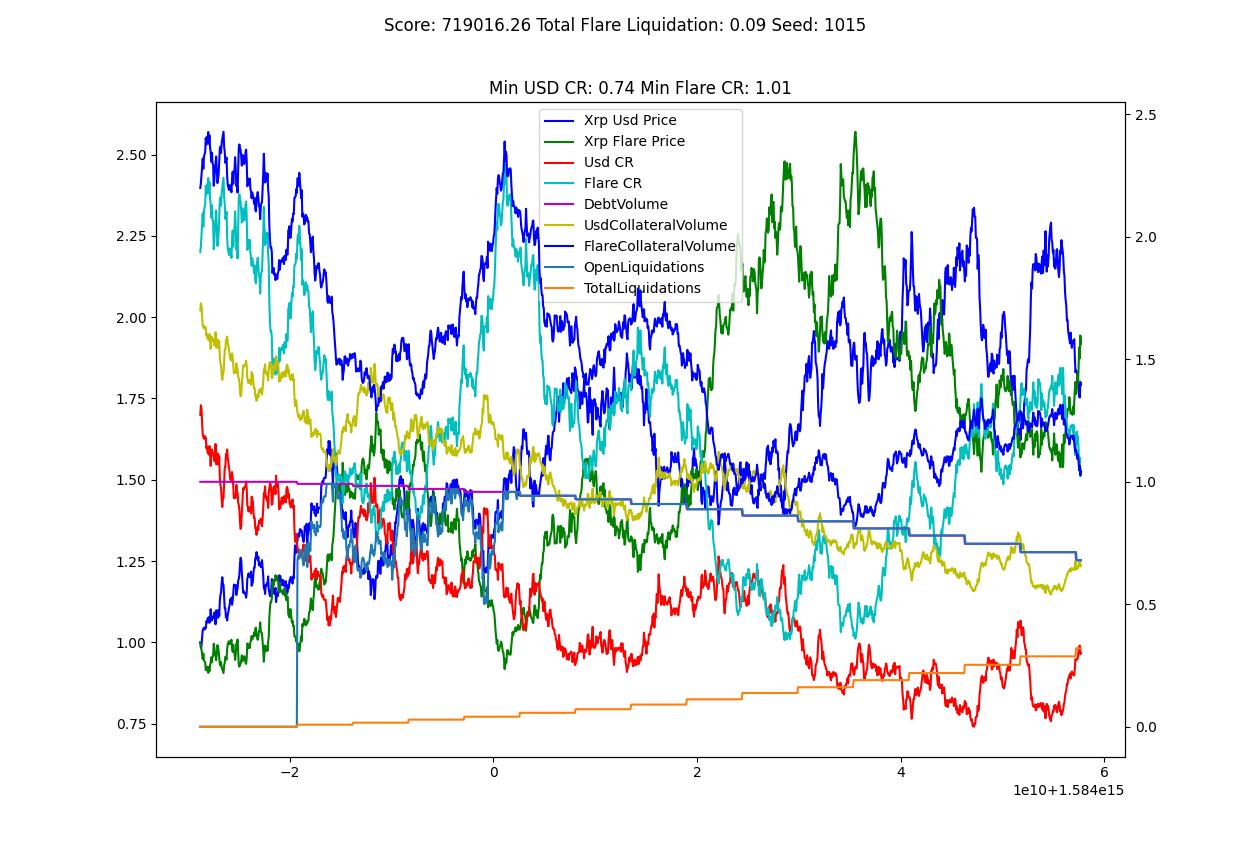 Score: 719016.26 Total Flare Liquidation: 0.09 Seed: 1015
Min USD CR: 0.74 Min Flare CR: 1.01
Xrp Usd Price
Xrp Flare Price
Usd CR
Flare CR
DebtVolume
UsdCollateralVolume
FlareCollateralVolume
OpenLiquidations
TotalLiquidations
2.50
2.25
2.00
1.75
1.50
1.25
1.00
0.75
2.5
2.0
1.5
1.0
0.5
0.0
−2 0 2 4 6
1e10+1.584e15